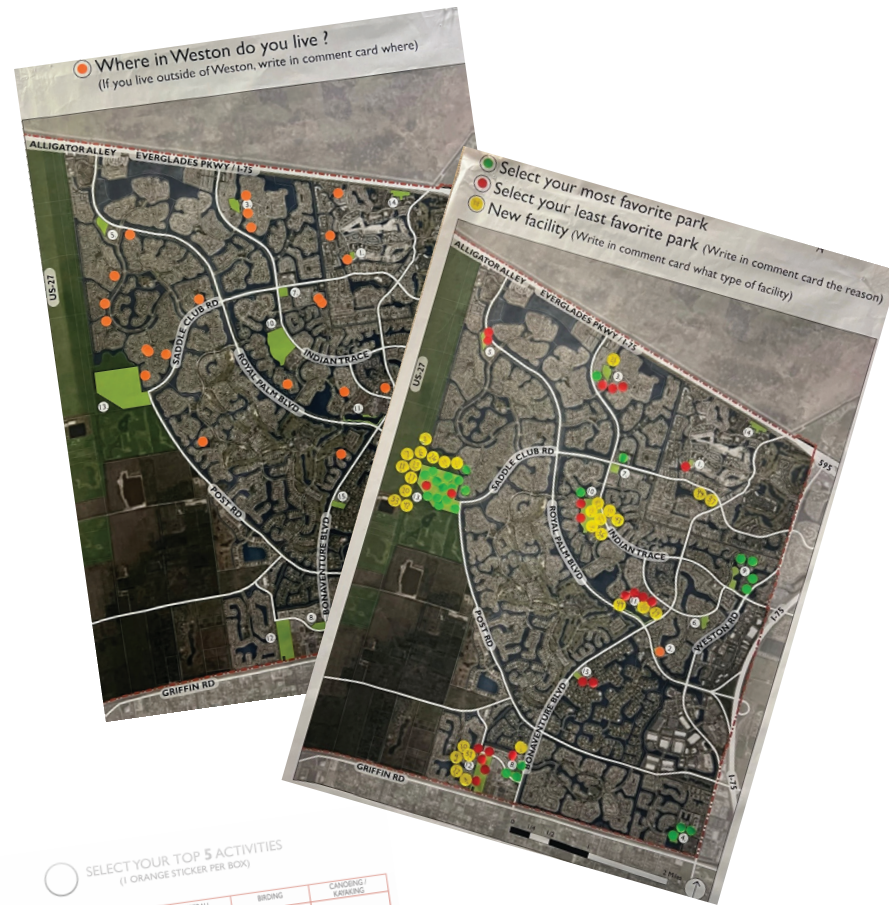 Where in Weston do you live ?
(If you live outside of Weston, write in comment card where)
ALLIGATOR ALLEY
EVERGLADES PKWY / I-75
US-27
SADDLE CLUB RD
INDIAN TRACE
ROYAL PALM BLVD
POST RD
BONAVENTURE BLVD
GRIFFIN RD
Select your most favorite park
Select your least favorite park (Write in comment card the reason)
New facility (Write in comment card what type of facility)
ALLIGATOR ALLEY
EVERGLADES PKWY / I-75
595
US-27
SADDLE CLUB RD
INDIAN TRACE
ROYAL PALM BLVD
WESTON RD
I-75
POST RD
BONAVENTURE BLVD
GRIFFIN RD
I-75
2 Miles
SELECT YOUR TOP 5 ACTIVITIES
(1 ORANGE STICKER PER BOX)
BIRDING
CANOEING /
KAYAKING